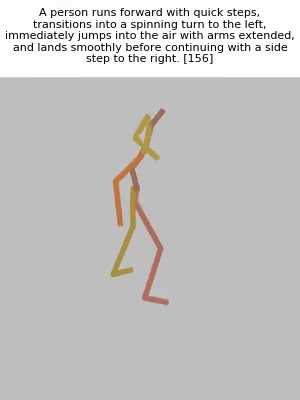 A person runs forward with quick steps,
transitions into a spinning turn to the left,
immediately jumps into the air with arms extended,
and lands smoothly before continuing with a side
step to the right. [156]